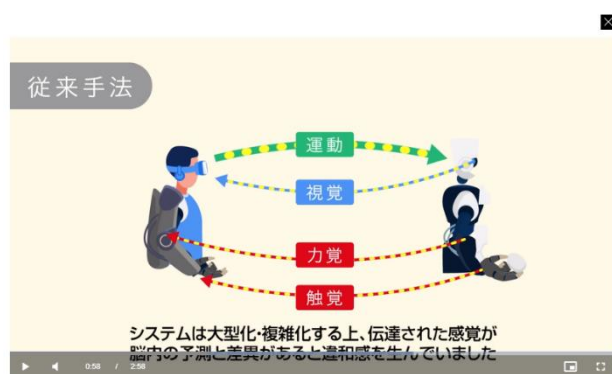 従来手法
運動
視覚
力覚
触覚
システムは大型化・複雑化する上、伝達された感覚が
脳内の予測と差異があると違和感を生んでいました
0:58 / 2:58